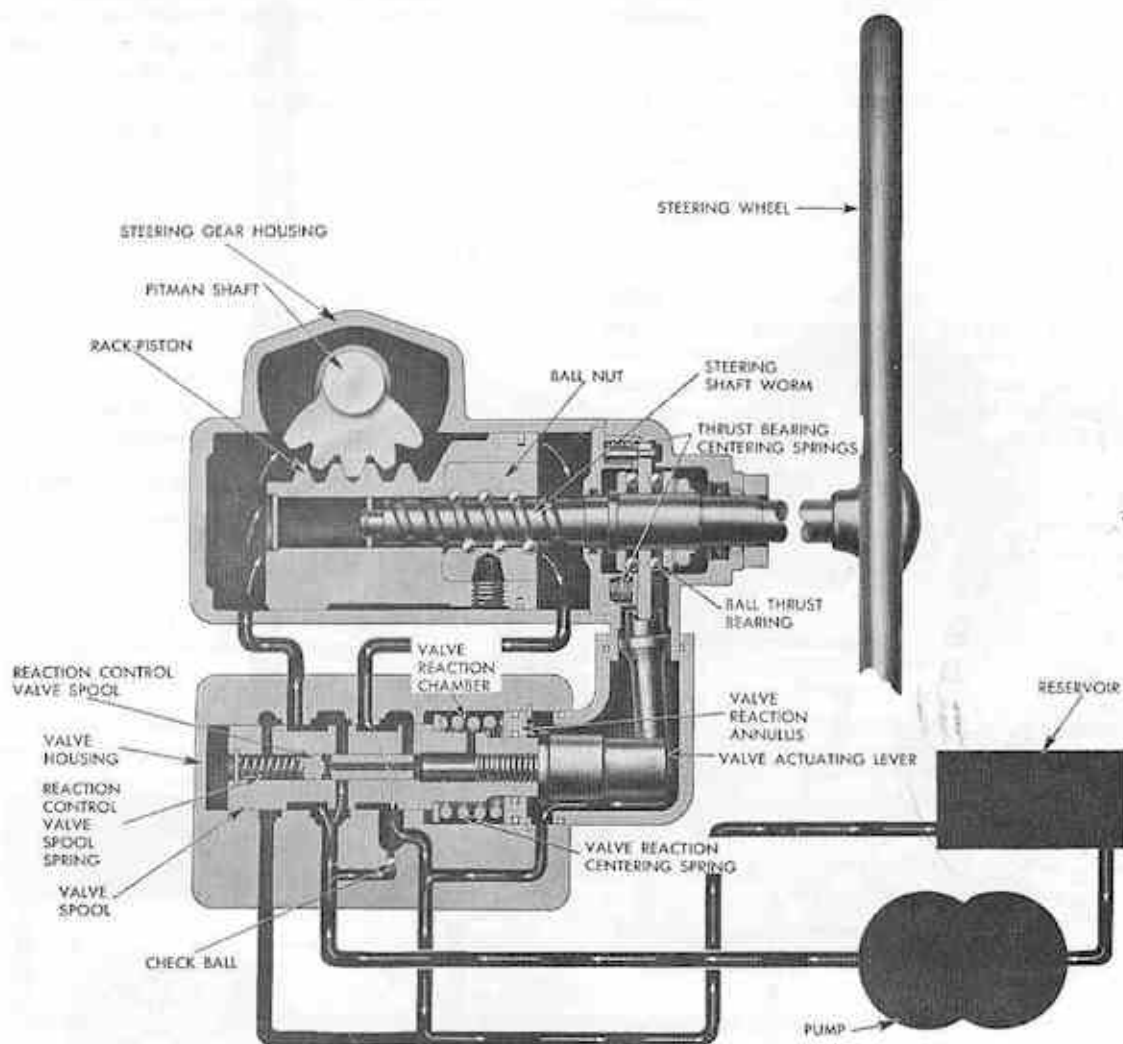 STEERING WHEEL
STEERING GEAR HOUSING
PITMAN SHAFT
RACK-PISTON
BALL NUT
STEERING
SHAFT WORM
THRUST BEARING
CENTERING SPRINGS
BALL THRUST
BEARING
VALVE
REACTION
CHAMBER
REACTION CONTROL
VALVE SPOOL
VALVE
HOUSING
REACTION
CONTROL
VALVE
SPOOL
SPRING
VALVE
SPOOL
CHECK BALL
VALVE
REACTION
ANNULUS
VALVE ACTUATING LEVER
VALVE REACTION
CENTERING SPRING
RESERVOIR
PUMP